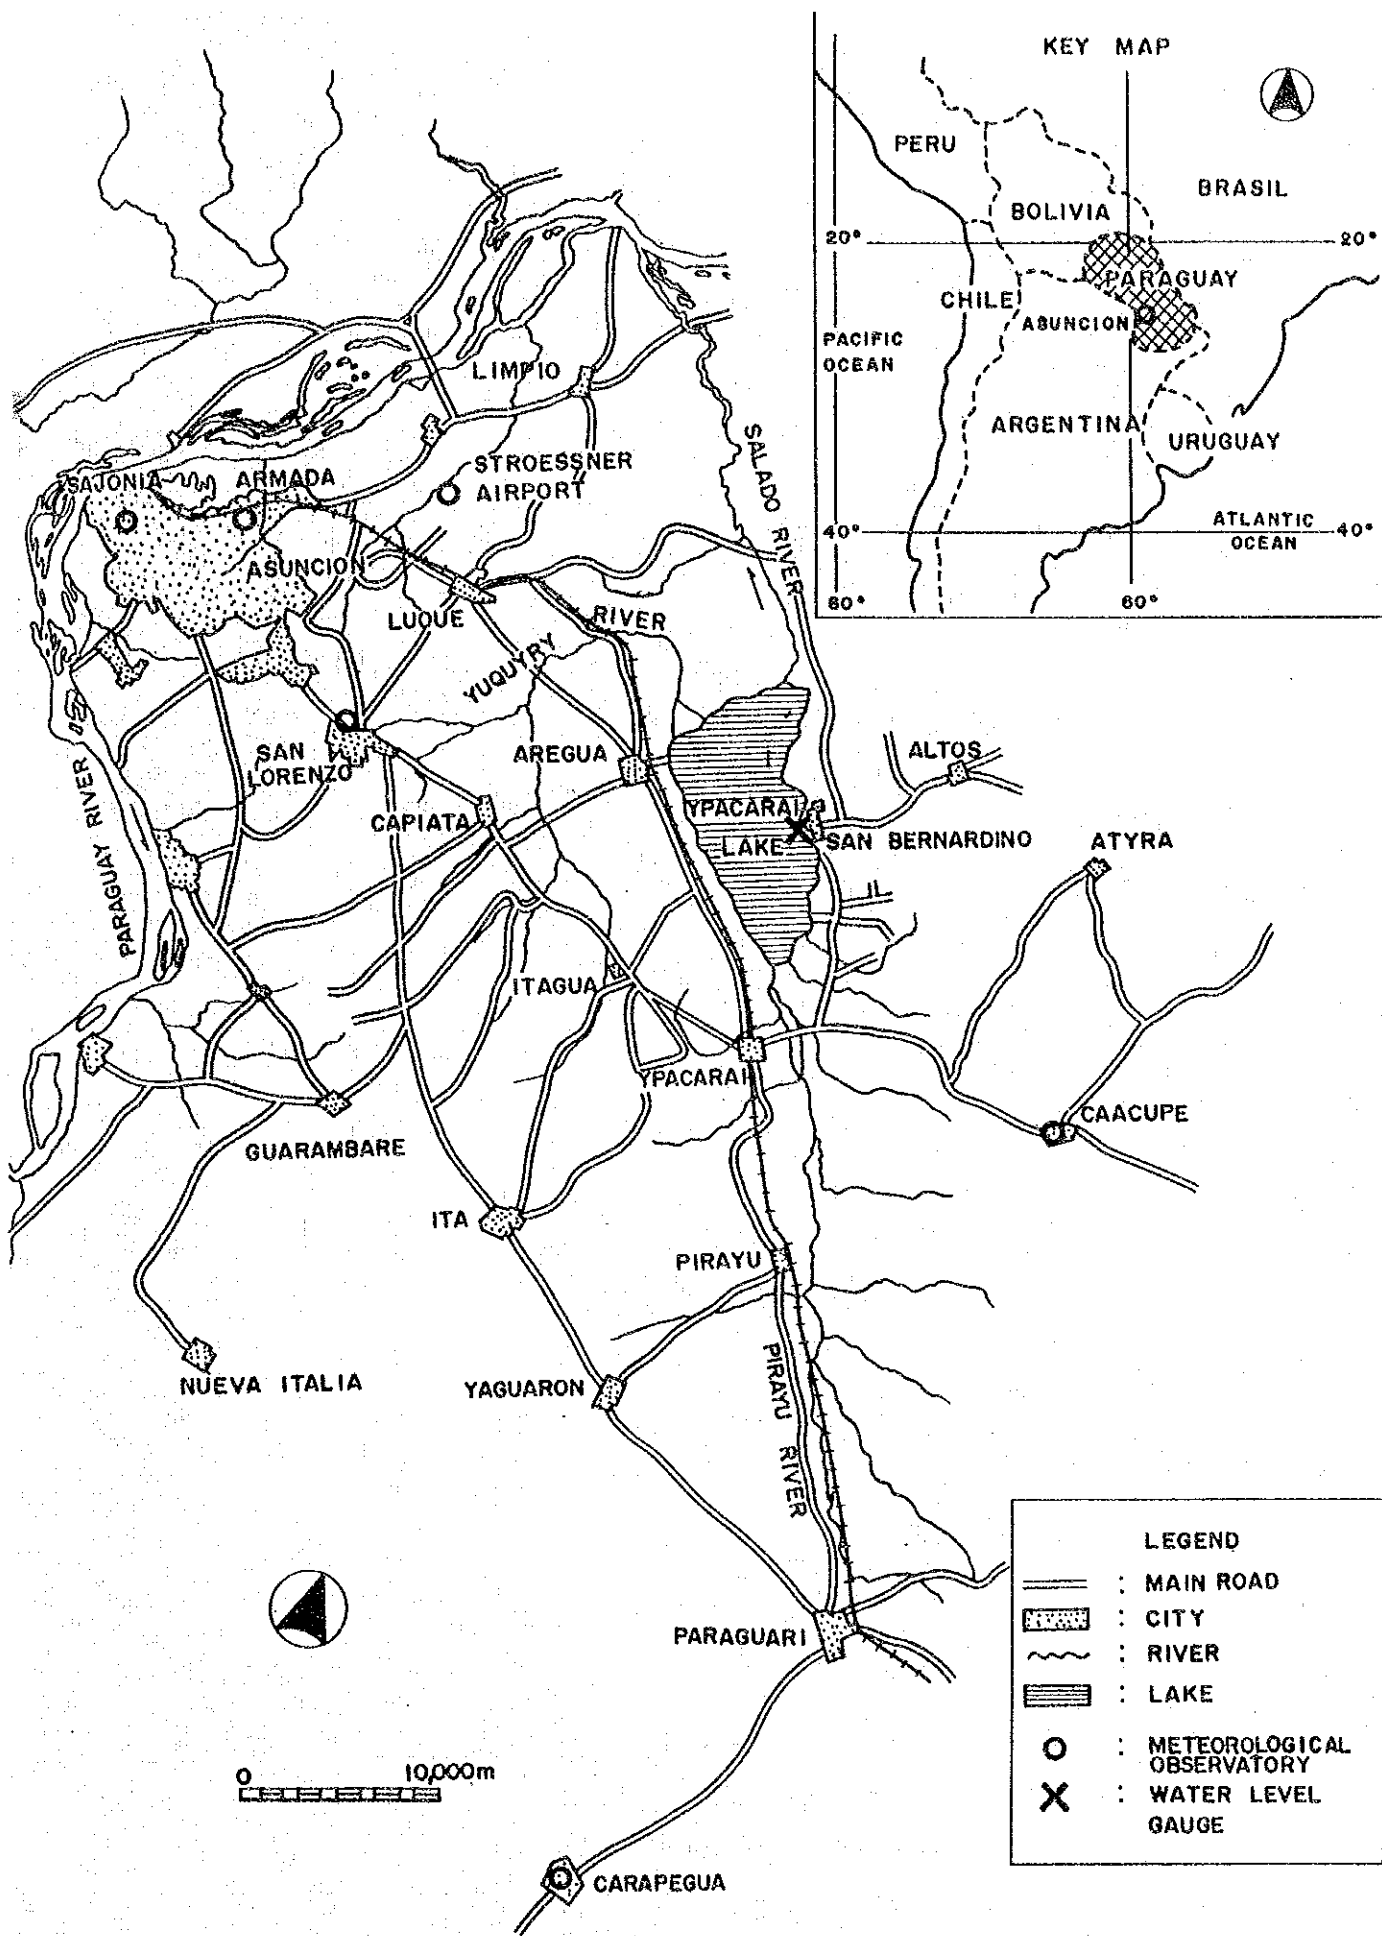 KEY MAP
PERU
BRASIL
BOLIVIA
20°
20°
PARAGUAY
CHILE
ASUNCION
PACIFIC
OCEAN
ARGENTINA
URUGUAY
ATLANTIC
OCEAN
40°
40°
80°
60°
LIMPIO
STROESSNER
AIRPORT
SAJONIA
ARMADA
ASUNCION
LUQUE
SALADO RIVER
YUQUYRY
RIVER
SAN
LORENZO
AREGUA
ALTOS
CAPIATA
YPACARAI
LAKE
SAN BERNARDINO
ATYRA
PARAGUAY RIVER
ITAGUA
YPACARAI
CAACUPE
GUARAMBARE
ITA
PIRAYU
NUEVA ITALIA
YAGUARON
PIRAYU RIVER
PARAGUARI
CARAPEGUA
0 10,000m
LEGEND
: MAIN ROAD
: CITY
: RIVER
: LAKE
: METEOROLOGICAL
OBSERVATORY
: WATER LEVEL
GAUGE